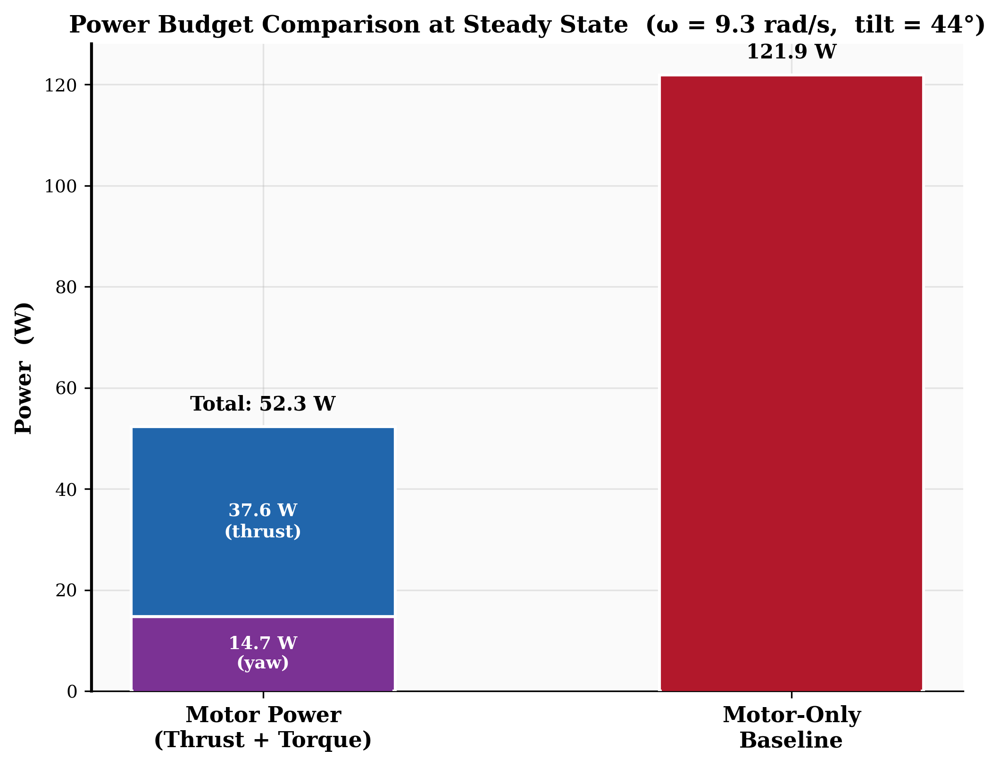 Power Budget Comparison at Steady State  (ω = 9.3 rad/s,  tilt = 44°)
121.9 W
120
100
80
60
40
20
0
Power  (W)
Total: 52.3 W
37.6 W
(thrust)
14.7 W
(yaw)
Motor Power
(Thrust + Torque)
Motor-Only
Baseline